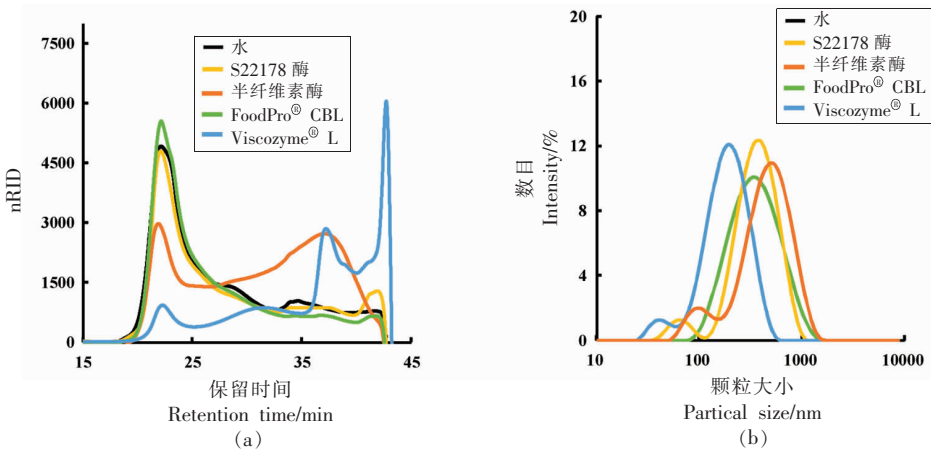 7500
6000
4500
3000
1500
0
nRID
水
S22178 酶
半纤维素酶
FoodPro® CBL
Viscozyme® L
15
25
35
45
保留时间
Retention time/min
(a)
20
16
12
8
4
0
数目
Intensity/%
水
S22178 酶
半纤维素酶
FoodPro® CBL
Viscozyme® L
10
100
1000
10000
颗粒大小
Partical size/nm
(b)